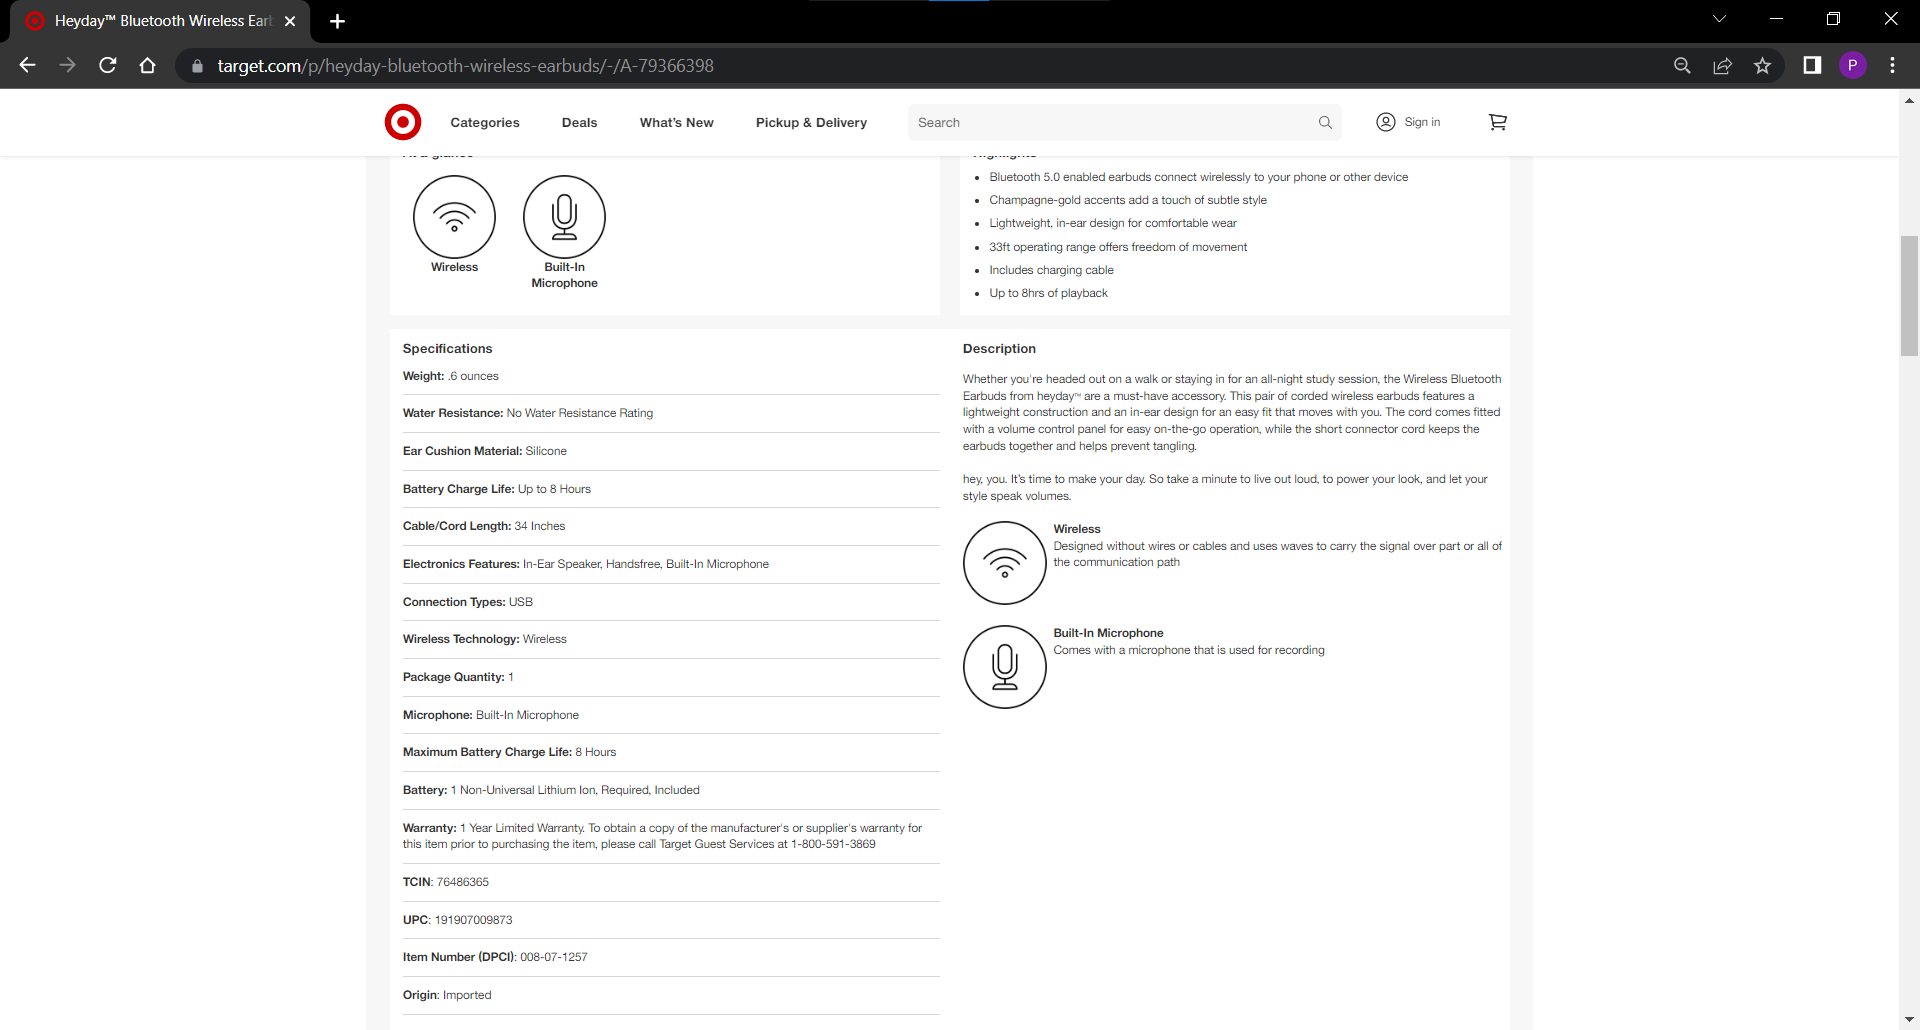 Heyday™ Bluetooth Wireless Earb
target.com/p/heyday-bluetooth-wireless-earbuds/-/A-79366398
P
Categories
Deals
What's New
Pickup & Delivery
Search
Sign in
At a glance
Wireless
Built-In
Microphone
Highlights
Bluetooth 5.0 enabled earbuds connect wirelessly to your phone or other device
Champagne-gold accents add a touch of subtle style
Lightweight, in-ear design for comfortable wear
33ft operating range offers freedom of movement
Includes charging cable
Up to 8hrs of playback
Specifications
Weight: .6 ounces
Water Resistance: No Water Resistance Rating
Ear Cushion Material: Silicone
Battery Charge Life: Up to 8 Hours
Cable/Cord Length: 34 Inches
Electronics Features: In-Ear Speaker, Handsfree, Built-In Microphone
Connection Types: USB
Wireless Technology: Wireless
Package Quantity: 1
Microphone: Built-In Microphone
Maximum Battery Charge Life: 8 Hours
Battery: 1 Non-Universal Lithium Ion, Required, Included
Warranty: 1 Year Limited Warranty. To obtain a copy of the manufacturer's or supplier's warranty for
this item prior to purchasing the item, please call Target Guest Services at 1-800-591-3869
TCIN: 76486365
UPC: 191907009873
Item Number (DPCI): 008-07-1257
Origin: Imported
Description
Whether you're headed out on a walk or staying in for an all-night study session, the Wireless Bluetooth
Earbuds from heyday™ are a must-have accessory. This pair of corded wireless earbuds features a
lightweight construction and an in-ear design for an easy fit that moves with you. The cord comes fitted
with a volume control panel for easy on-the-go operation, while the short connector cord keeps the
earbuds together and helps prevent tangling.
hey, you. It's time to make your day. So take a minute to live out loud, to power your look, and let your
style speak volumes.
Wireless
Designed without wires or cables and uses waves to carry the signal over part or all of
the communication path
Built-In Microphone
Comes with a microphone that is used for recording